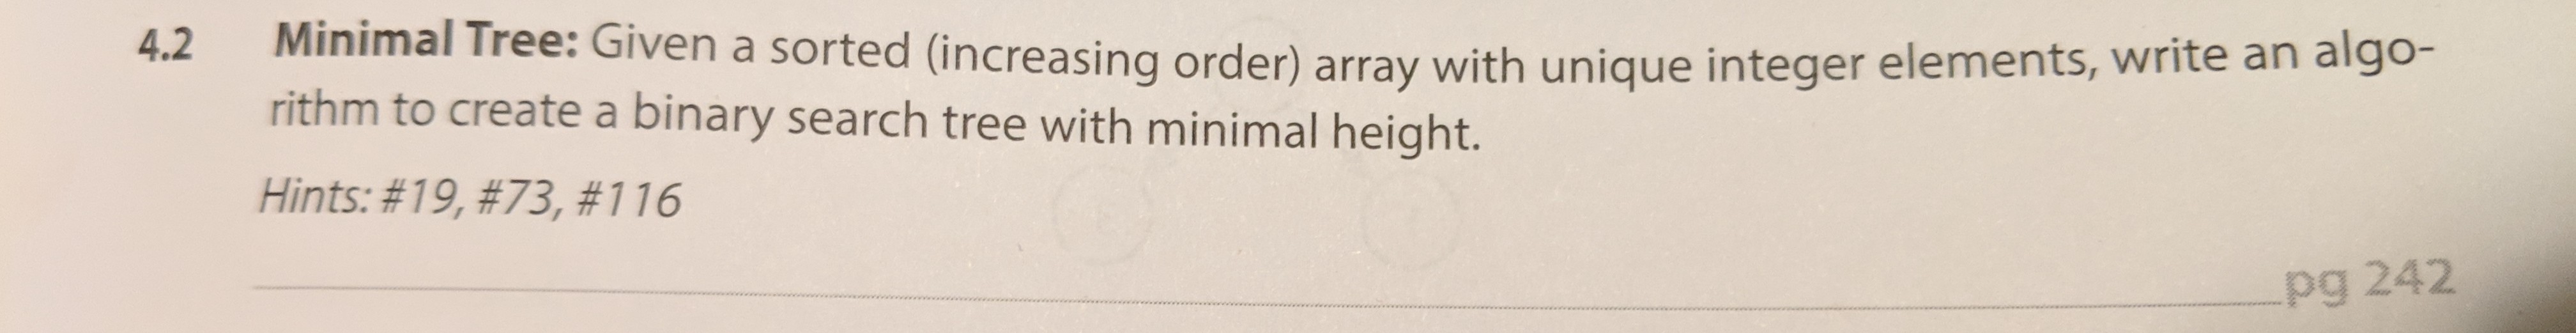 4.2 Minimal Tree: Given a sorted (increasing order) array with unique integer elements, write an algo-
rithm to create a binary search tree with minimal height.
Hints: #19, #73, #116
pg 242